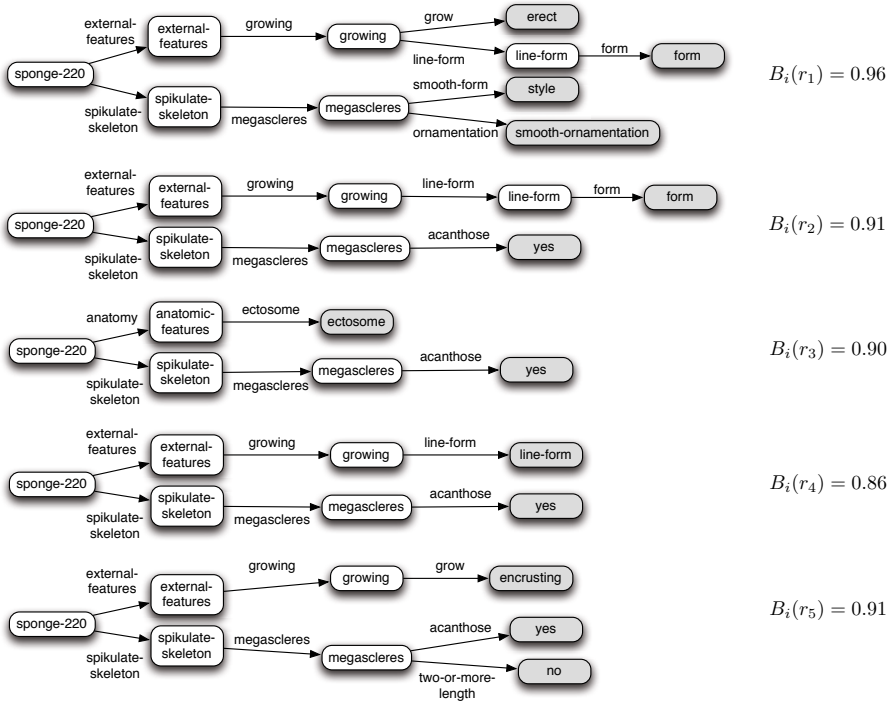 external-
features
external-
features
growing
growing
grow
erect
line-form
line-form
form
form
sponge-220
spikulate-
skeleton
spikulate-
skeleton
megascleres
megascleres
smooth-form
style
ornamentation
smooth-ornamentation
B_i(r_1) = 0.96
external-
features
external-
features
growing
growing
line-form
line-form
form
form
sponge-220
spikulate-
skeleton
spikulate-
skeleton
megascleres
megascleres
acanthose
yes
B_i(r_2) = 0.91
anatomy
anatomic-
features
ectosome
ectosome
sponge-220
spikulate-
skeleton
spikulate-
skeleton
megascleres
megascleres
acanthose
yes
B_i(r_3) = 0.90
external-
features
external-
features
growing
growing
line-form
line-form
sponge-220
spikulate-
skeleton
spikulate-
skeleton
megascleres
megascleres
acanthose
yes
B_i(r_4) = 0.86
external-
features
external-
features
growing
growing
grow
encrusting
sponge-220
spikulate-
skeleton
spikulate-
skeleton
megascleres
megascleres
acanthose
yes
two-or-more-
length
no
B_i(r_5) = 0.91